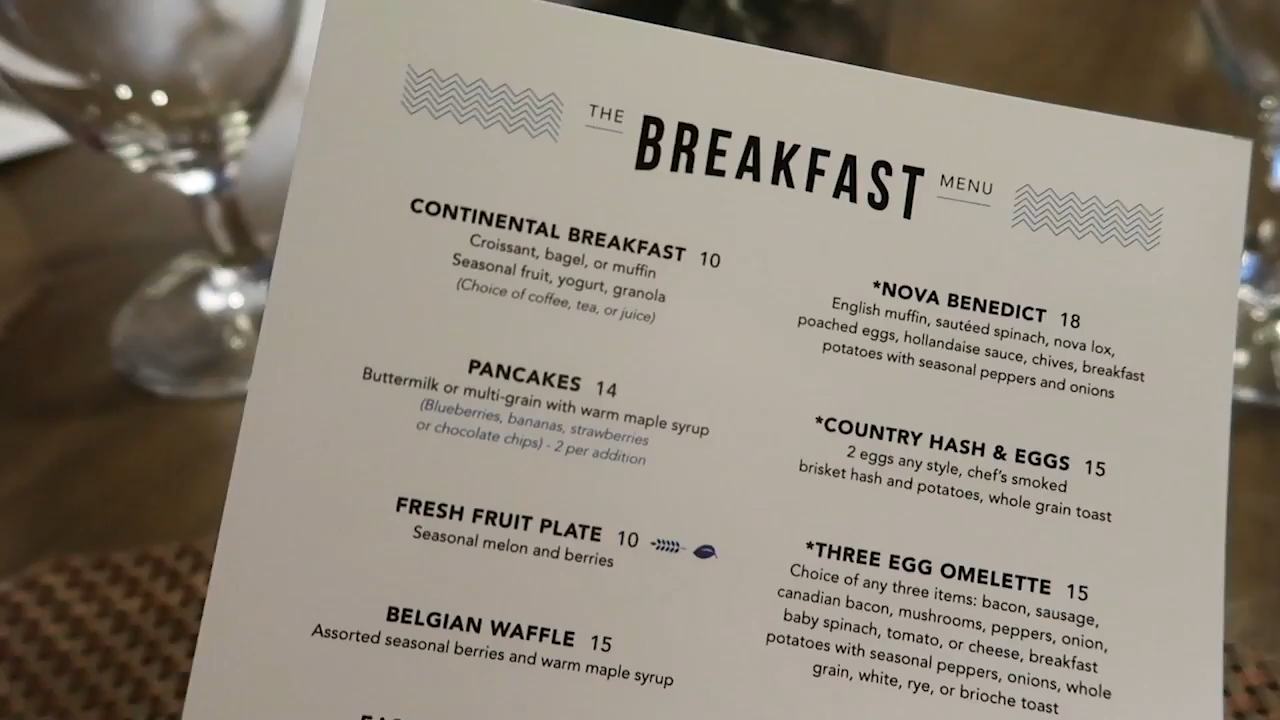 THE BREAKFAST MENU
CONTINENTAL BREAKFAST 10
Croissant, bagel, or muffin
Seasonal fruit, yogurt, granola
(Choice of coffee, tea, or juice)
PANCAKES 14
Buttermilk or multi-grain with warm maple syrup
(Blueberries, bananas, strawberries
or chocolate chips) - 2 per addition
FRESH FRUIT PLATE 10
Seasonal melon and berries
BELGIAN WAFFLE 15
Assorted seasonal berries and warm maple syrup
*NOVA BENEDICT 18
English muffin, sautéed spinach, nova lox,
poached eggs, hollandaise sauce, chives, breakfast
potatoes with seasonal peppers and onions
*COUNTRY HASH & EGGS 15
2 eggs any style, chef's smoked
brisket hash and potatoes, whole grain toast
*THREE EGG OMELETTE 15
Choice of any three items: bacon, sausage,
canadian bacon, mushrooms, peppers, onion,
baby spinach, tomato, or cheese, breakfast
potatoes with seasonal peppers, onions, whole
grain, white, rye, or brioche toast